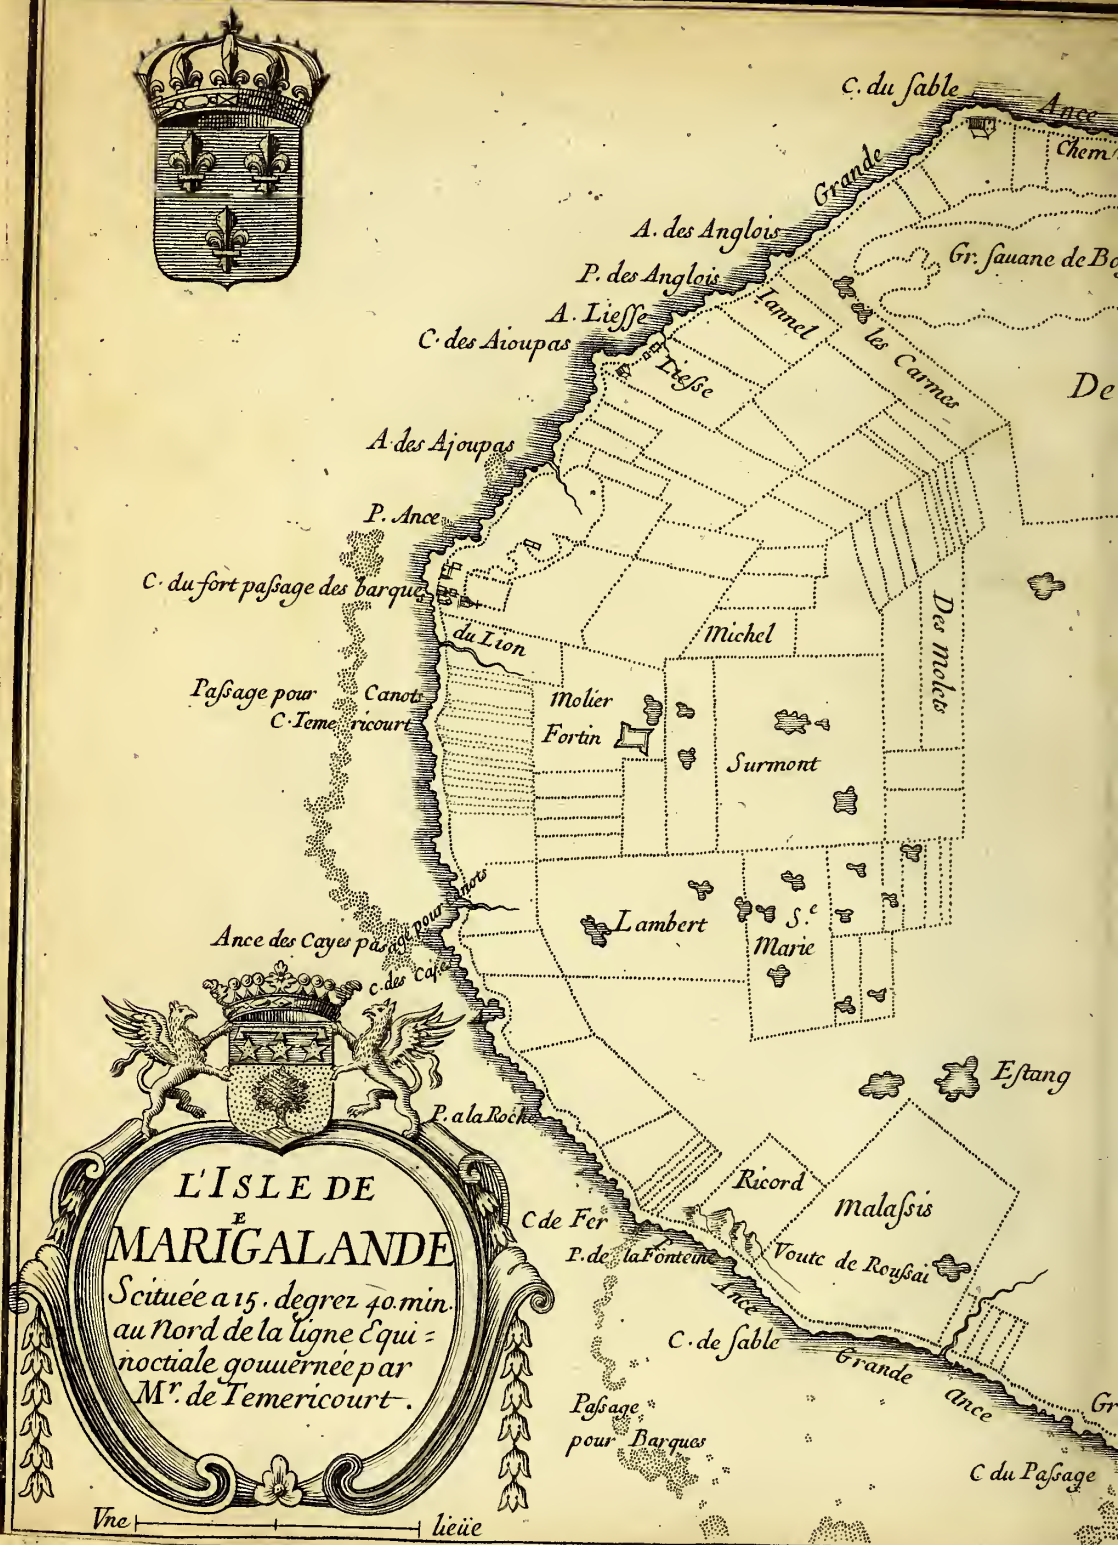 C. du ſable
Ance
Chem
Grande
A. des Anglois
P. des Anglois
A. Lieſſe
C. des Aioupas
Gr. ſauane de
Iannel
les Carmes
Lieſſe
De
A. des Ajoupas
P. Ance
C. du fort paſſage des barques
du Lion
Michel
Des Molets
Paſſage pour Canots
C. Temericourt
Molier
Fortin
Surmont
Ance des Cayes paſſage pour Canots
Lambert
S.e
Marie
C. des Caÿes
Eſtang
P. a la Roche
Ricord
Malaſsis
C de Fer
P. de la Fonteine
Voute de Rouſsai
Ance
C. de ſable
Grande Ance
Gr
Paſsage
pour Barques
C du Paſsage
L'ISLE DE
E
MARIGALANDE
Scituée a 15. degrez 40. min.
au Nord de la ligne Equi=
noctiale gouuernée par
Mr. de Temericourt.
Vne lieüe